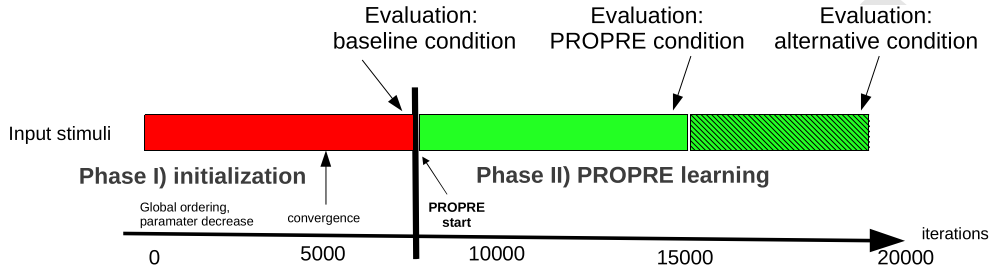 Evaluation:
baseline condition
Evaluation:
PROPRE condition
Evaluation:
alternative condition
Input stimuli
Phase I) initialization
Phase II) PROPRE learning
Global ordering,
paramater decrease
convergence
PROPRE
start
iterations
0
5000
10000
15000
20000